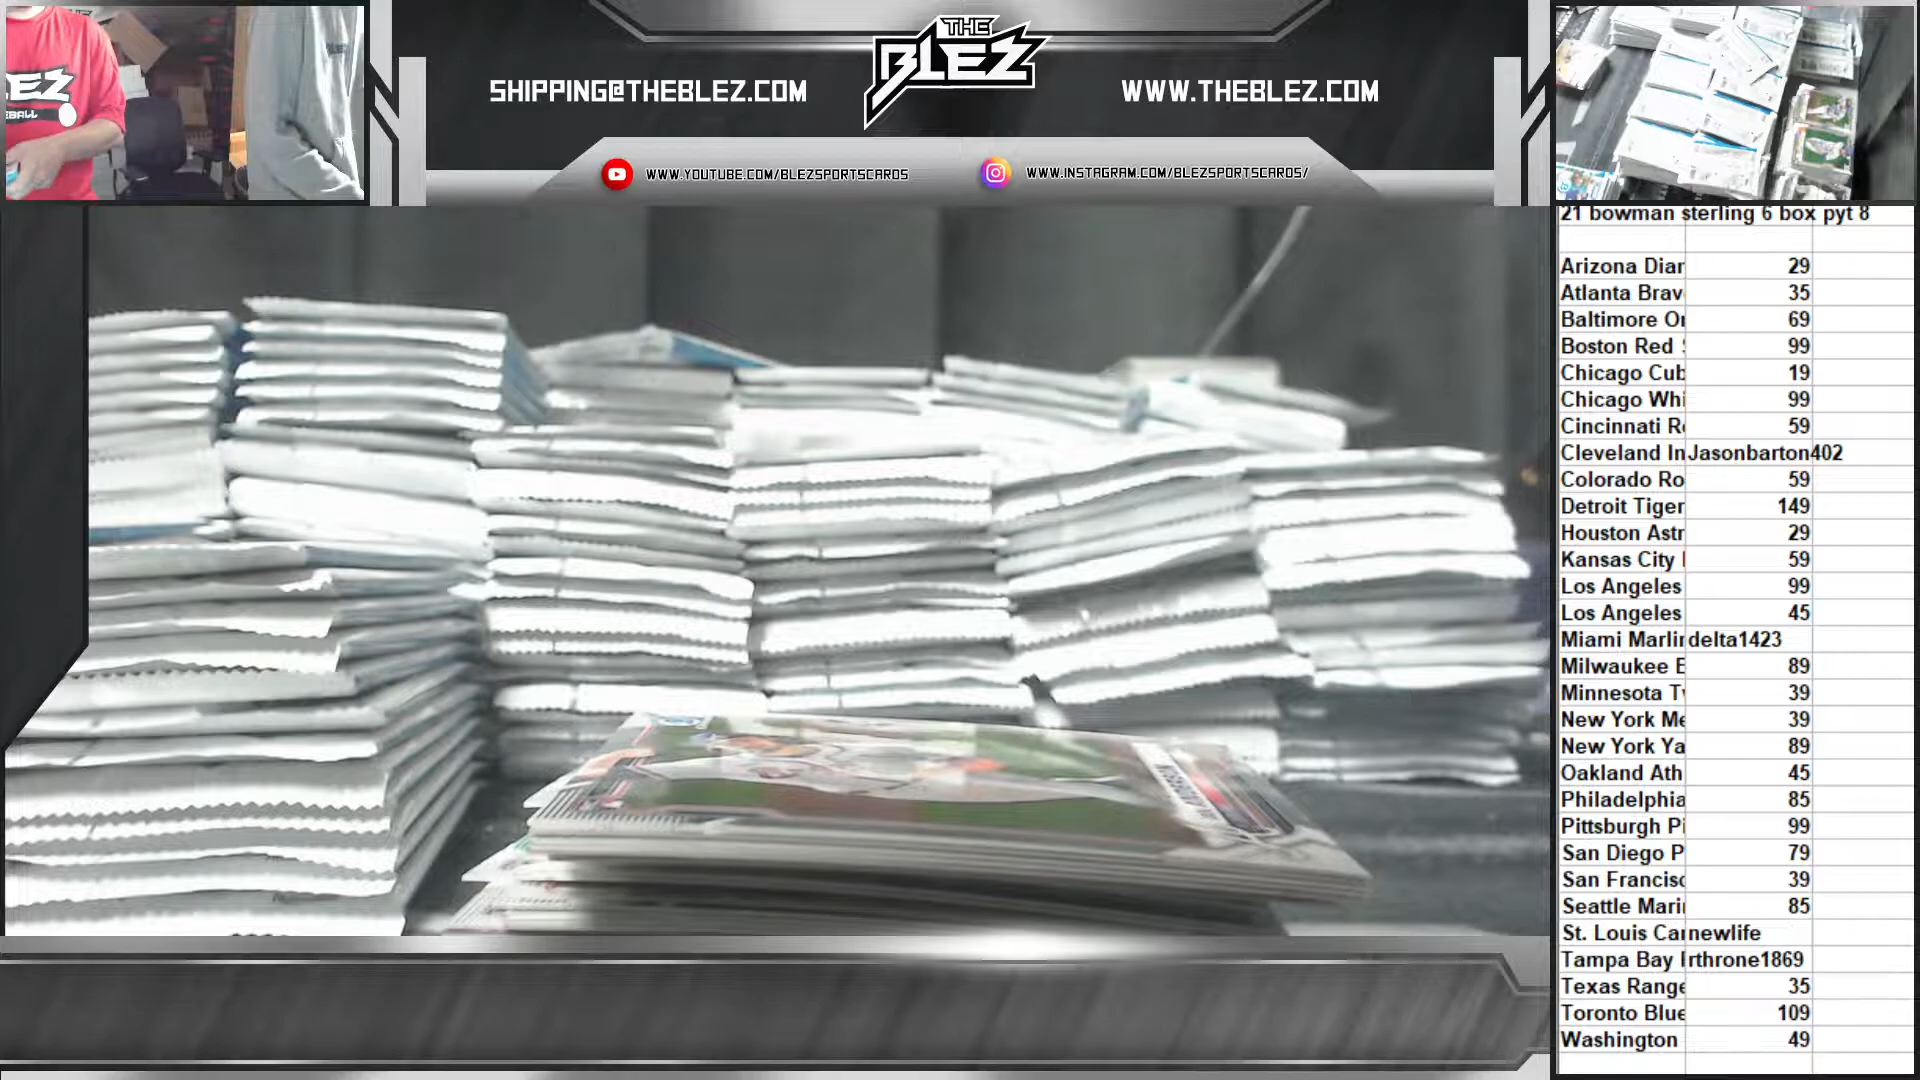 THE
BLEZ
SHIPPING@THEBLEZ.COM
WWW.THEBLEZ.COM
WWW.YOUTUBE.COM/BLEZSPORTSCARDS
WWW.INSTAGRAM.COM/BLEZSPORTSCARDS/
21 bowman sterling 6 box pyt 8
Arizona Diar 29
Atlanta Brav 35
Baltimore Or 69
Boston Red 99
Chicago Cub 19
Chicago Whi 99
Cincinnati Re 59
Cleveland In Jasonbarton402
Colorado Ro 59
Detroit Tiger 149
Houston Astr 29
Kansas City 59
Los Angeles 99
Los Angeles 45
Miami Marlin delta1423
Milwaukee 89
Minnesota Tw 39
New York Me 39
New York Ya 89
Oakland Ath 45
Philadelphia 85
Pittsburgh Pi 99
San Diego P 79
San Francisc 39
Seattle Mari 85
St. Louis Car newlife
Tampa Bay rthrone1869
Texas Range 35
Toronto Blue 109
Washington 49